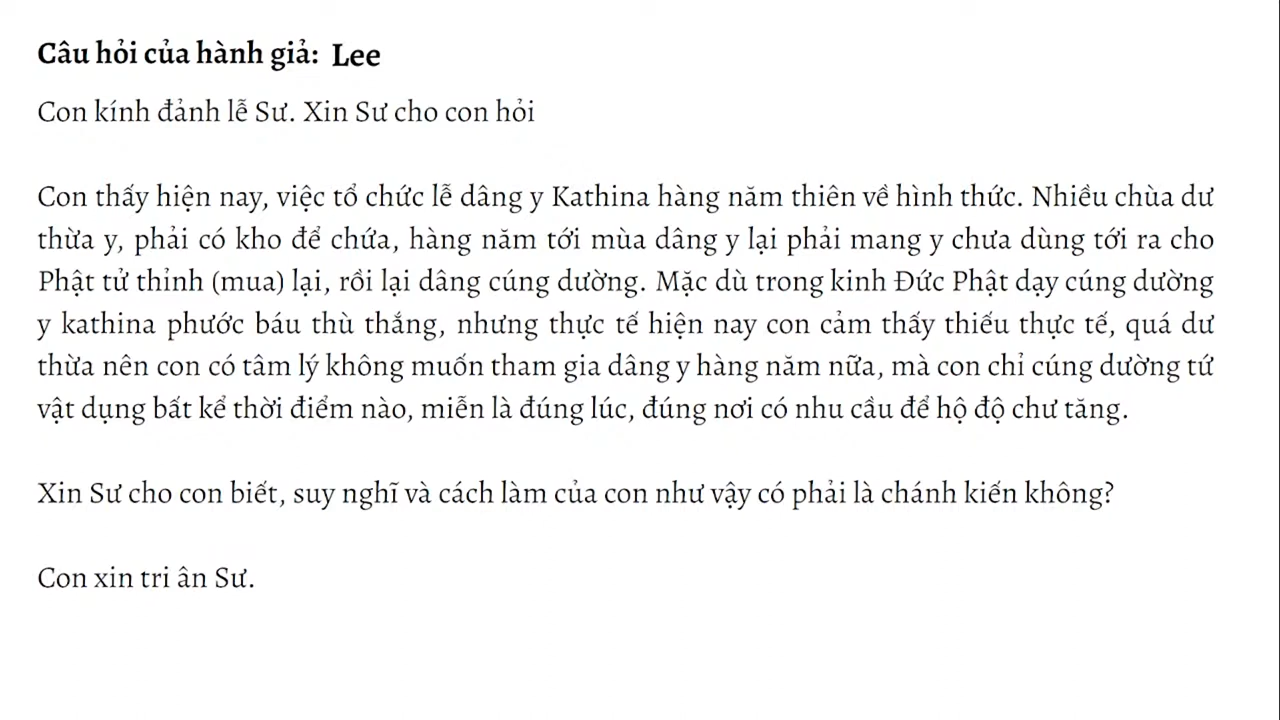 Câu hỏi của hành giả: Lee
Con kính đảnh lễ Sư. Xin Sư cho con hỏi
Con thấy hiện nay, việc tổ chức lễ dâng y Kathina hàng năm thiên về hình thức. Nhiều chùa dư
thừa y, phải có kho để chứa, hàng năm tới mùa dâng y lại phải mang y chưa dùng tới ra cho
Phật tử thỉnh (mua) lại, rồi lại dâng cúng dường. Mặc dù trong kinh Đức Phật dạy cúng dường
y kathina phước báu thù thắng, nhưng thực tế hiện nay con cảm thấy thiếu thực tế, quá dư
thừa nên con có tâm lý không muốn tham gia dâng y hàng năm nữa, mà con chỉ cúng dường tứ
vật dụng bất kể thời điểm nào, miễn là đúng lúc, đúng nơi có nhu cầu để hộ độ chư tăng.
Xin Sư cho con biết, suy nghĩ và cách làm của con như vậy có phải là chánh kiến không?
Con xin tri ân Sư.